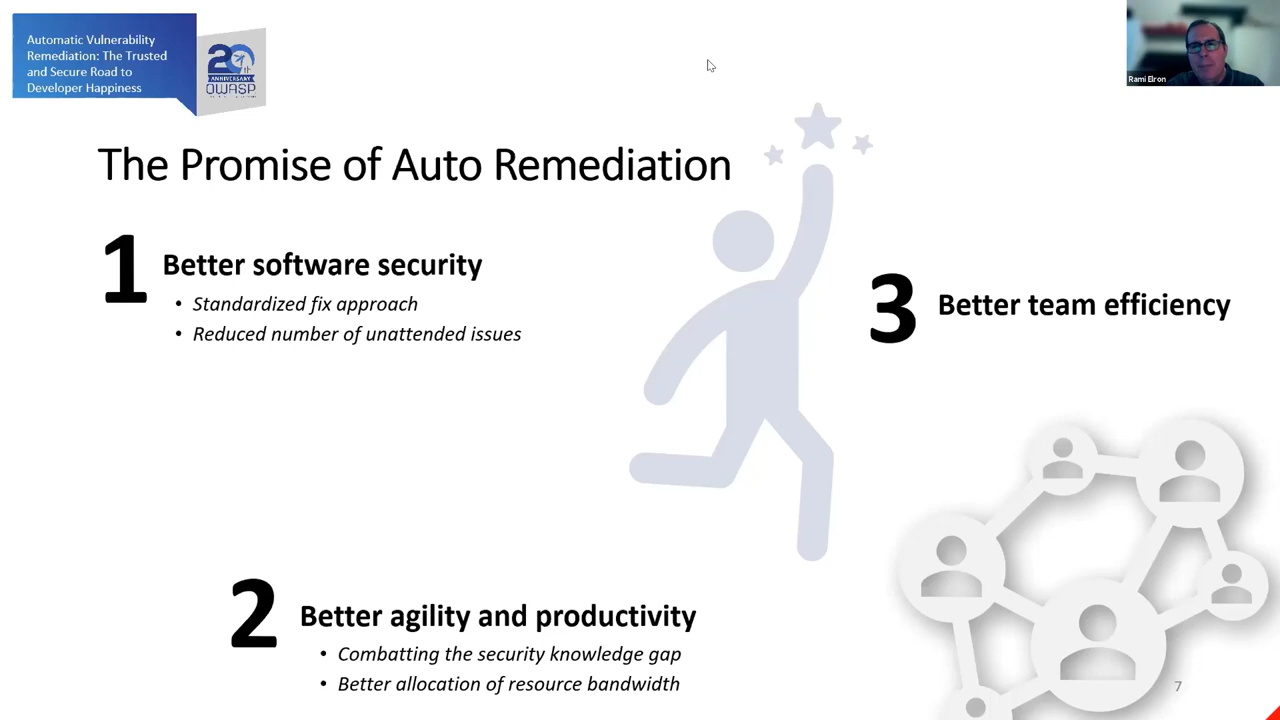 Automatic Vulnerability
Remediation: The Trusted
and Secure Road to
Developer Happiness
20th
ANNIVERSARY
OWASP
Rami Elron
The Promise of Auto Remediation
1 Better software security
• Standardized fix approach
• Reduced number of unattended issues
3 Better team efficiency
2 Better agility and productivity
• Combatting the security knowledge gap
• Better allocation of resource bandwidth
7